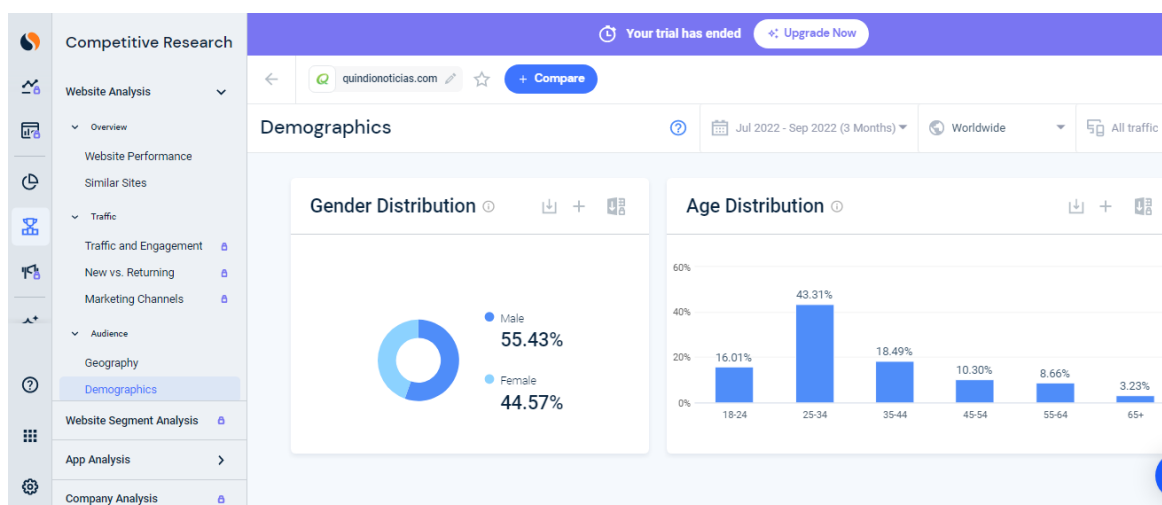 Your trial has ended
Upgrade Now
Competitive Research
Website Analysis
Overview
Website Performance
Similar Sites
Traffic
Traffic and Engagement
New vs. Returning
Marketing Channels
Audience
Geography
Demographics
Website Segment Analysis
App Analysis
Company Analysis
quindionoticias.com
+ Compare
Demographics
Jul 2022 - Sep 2022 (3 Months)
Worldwide
All traffic
Gender Distribution
Male
55.43%
Female
44.57%
Age Distribution
60%
40%
20%
0%
16.01%
43.31%
18.49%
10.30%
8.66%
3.23%
18-24
25-34
35-44
45-54
55-64
65+